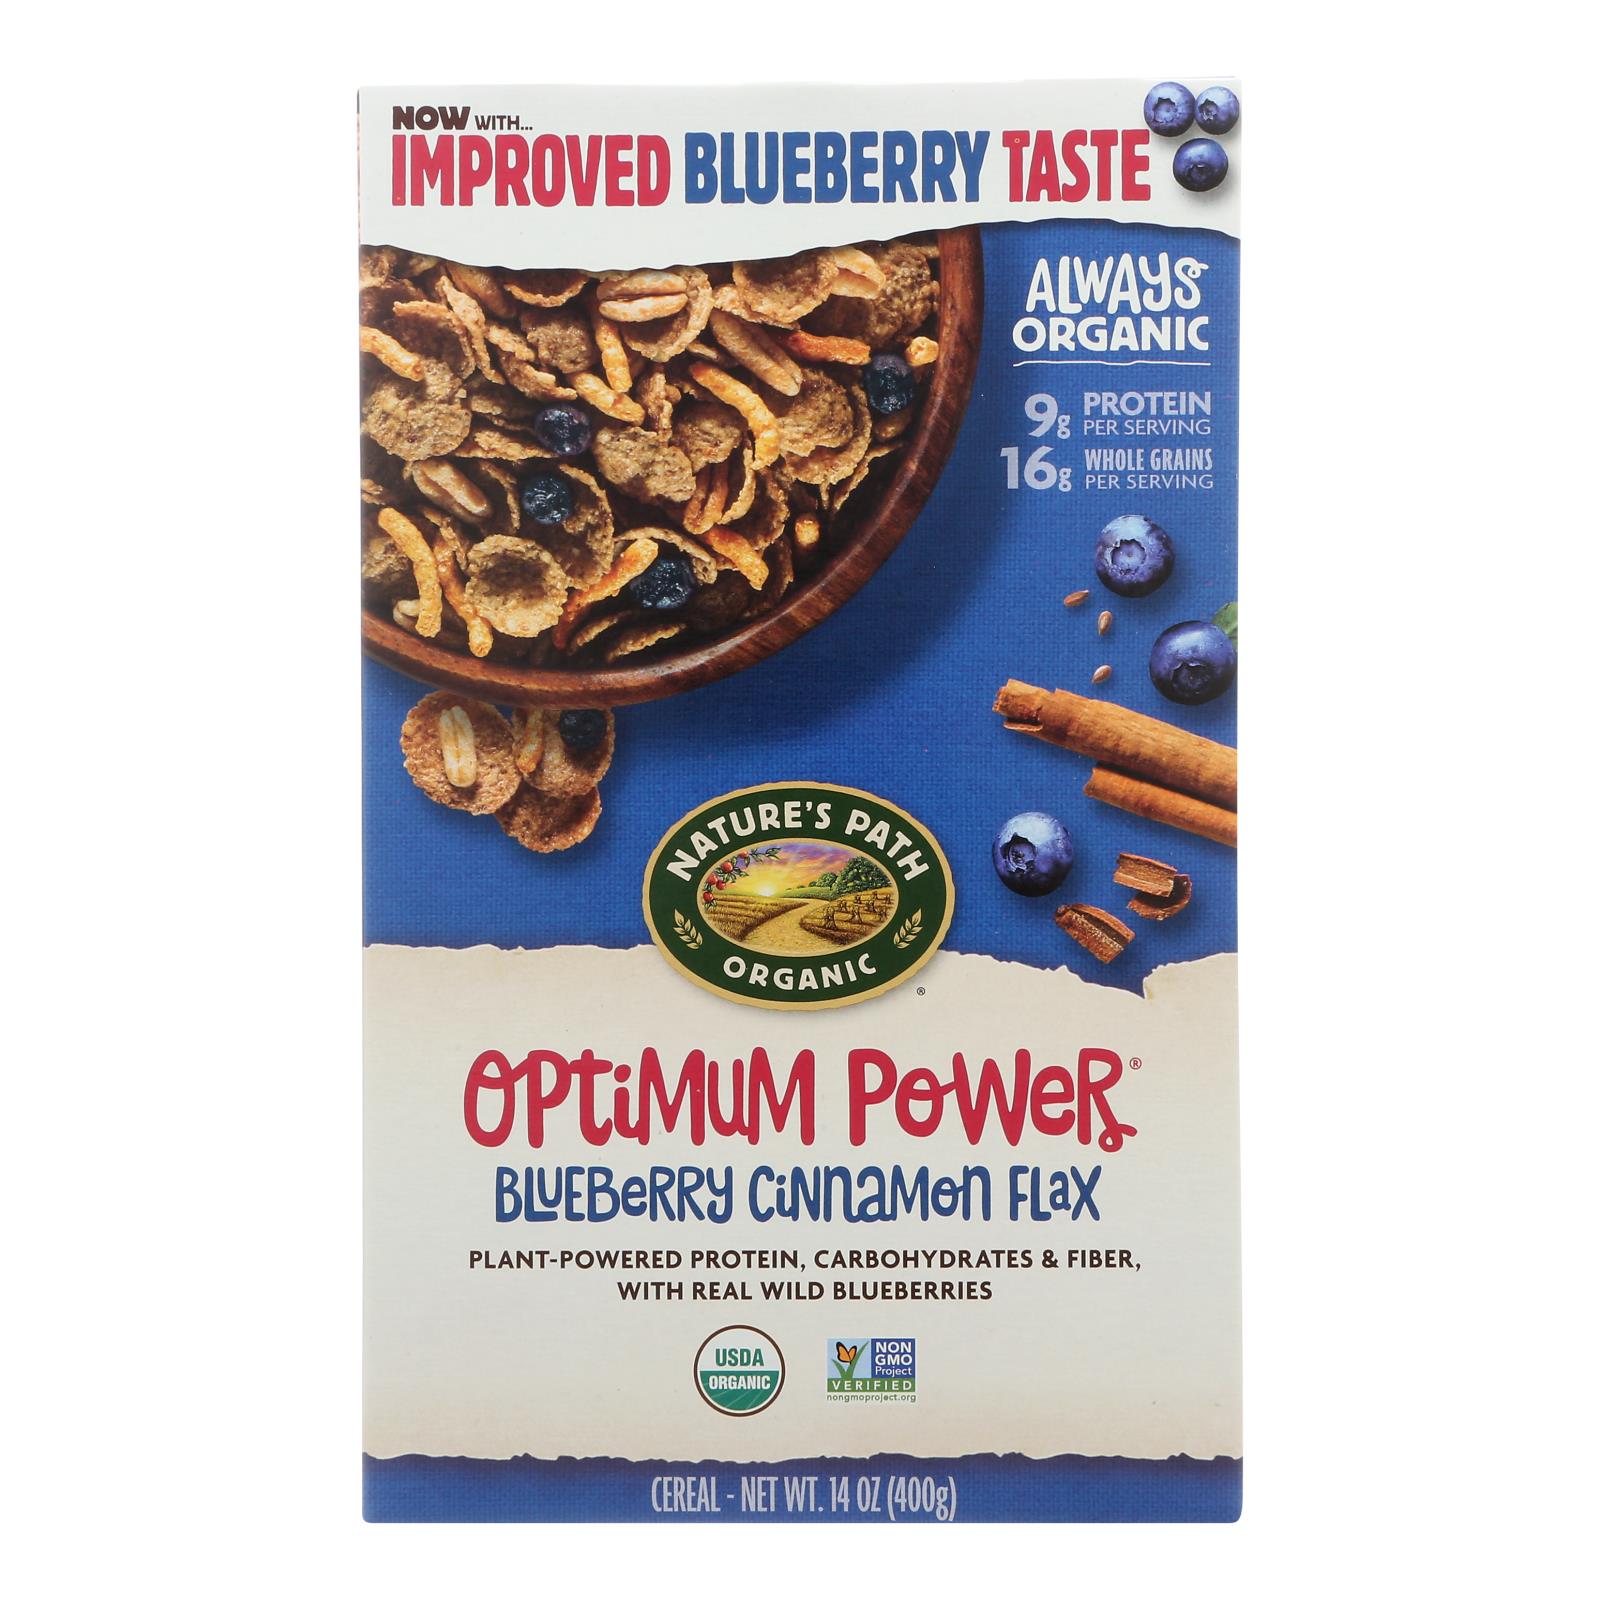 NOW WITH...
IMPROVED BLUEBERRY TASTE
ALWAYS
ORGANIC
9g PROTEIN
PER SERVING
16g WHOLE GRAINS
PER SERVING
NATURE'S PATH
ORGANIC
®
OPTiMUM POWeR®
BLUEBeRRY CiNNaMon FLaX
PLANT-POWERED PROTEIN, CARBOHYDRATES & FIBER,
WITH REAL WILD BLUEBERRIES
USDA
ORGANIC
NON
GMO
Project
VERIFIED
nongmoproject.org
CEREAL - NET WT. 14 OZ (400g)